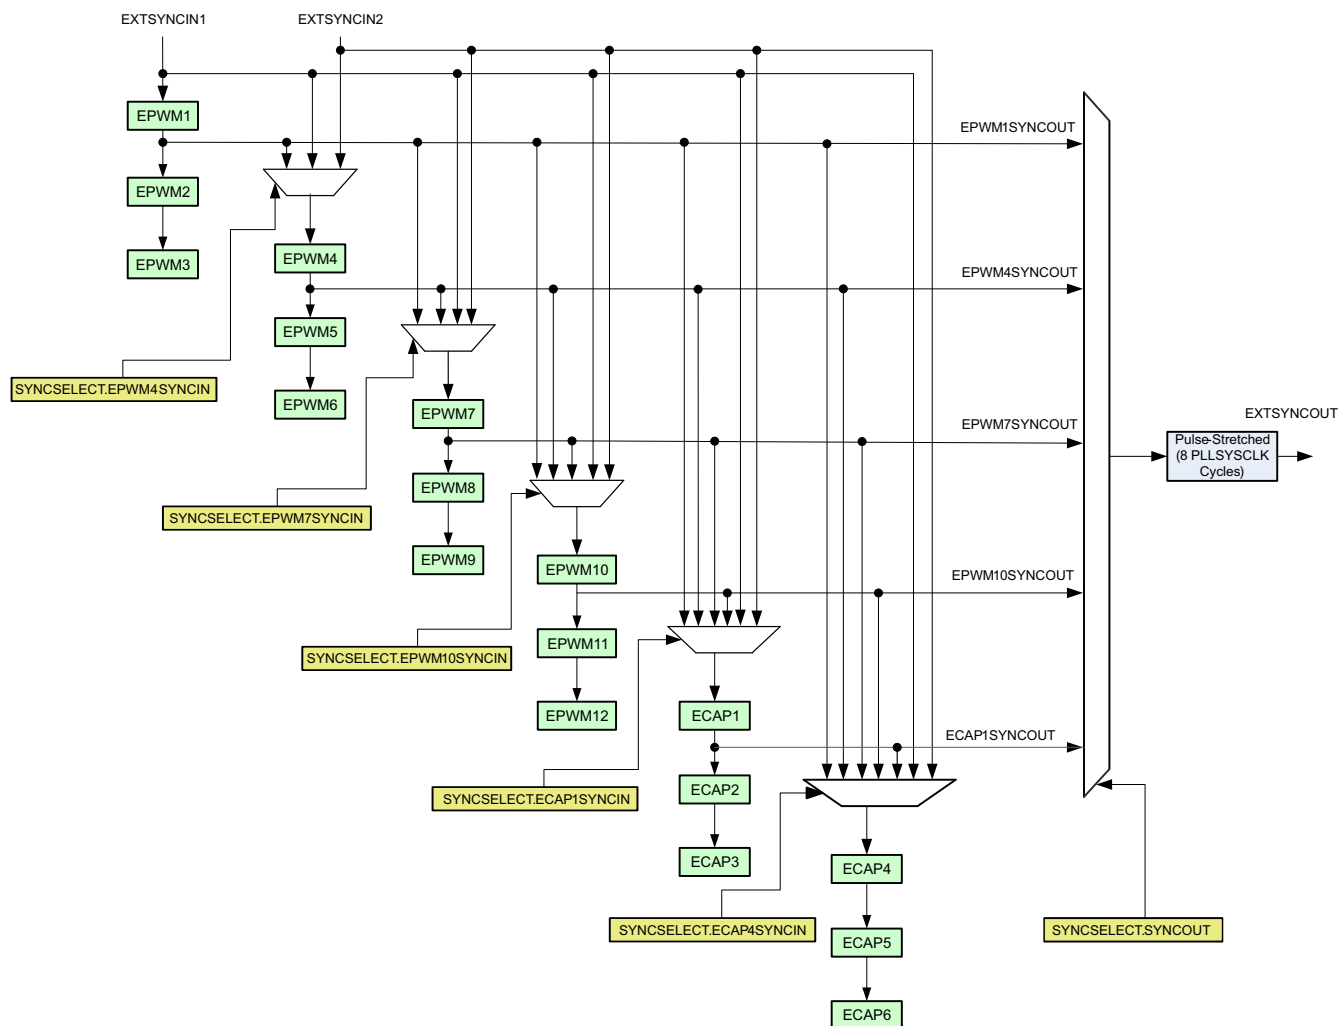 EXTSYNCIN1
EXTSYNCIN2
EPWM1
EPWM1SYNCOUT
EPWM2
EPWM3
EPWM4
EPWM4SYNCOUT
EPWM5
SYNCSELECT.EPWM4SYNCIN
EPWM6
EPWM7
EPWM7SYNCOUT
EXTSYNCOUT
Pulse-Stretched
(8 PLLSYSCLK
Cycles)
EPWM8
SYNCSELECT.EPWM7SYNCIN
EPWM9
EPWM10
EPWM10SYNCOUT
EPWM11
SYNCSELECT.EPWM10SYNCIN
EPWM12
ECAP1
ECAP1SYNCOUT
ECAP2
SYNCSELECT.ECAP1SYNCIN
ECAP3
ECAP4
SYNCSELECT.ECAP4SYNCIN
SYNCSELECT.SYNCOUT
ECAP5
ECAP6